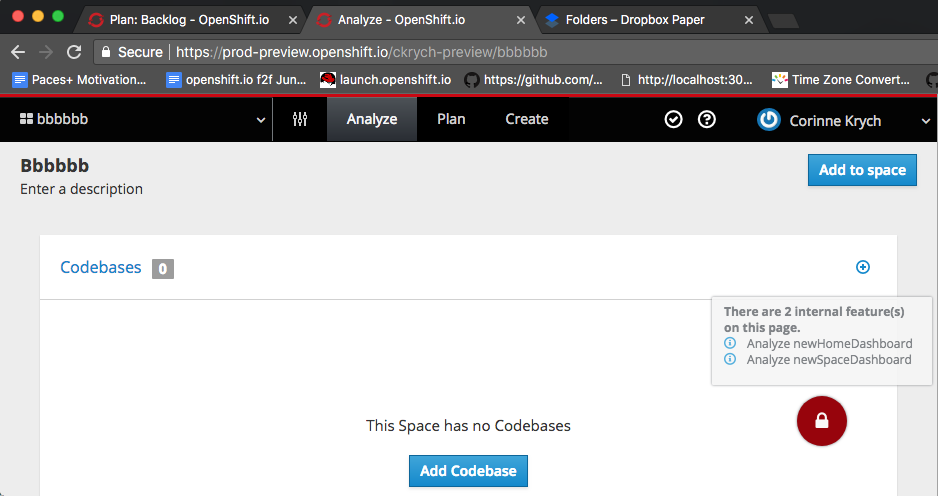 Plan: Backlog - OpenShift.io
Analyze - OpenShift.io
Folders – Dropbox Paper
Secure
https://prod-preview.openshift.io/ckrych-preview/bbbbbb
Paces+ Motivation...
openshift.io f2f Jun...
launch.openshift.io
https://github.com/...
http://localhost:30...
Time Zone Convert...
bbbbbb
Analyze
Plan
Create
Corinne Krych
Bbbbbb
Enter a description
Add to space
Codebases 0
There are 2 internal feature(s)
on this page.
Analyze newHomeDashboard
Analyze newSpaceDashboard
This Space has no Codebases
Add Codebase